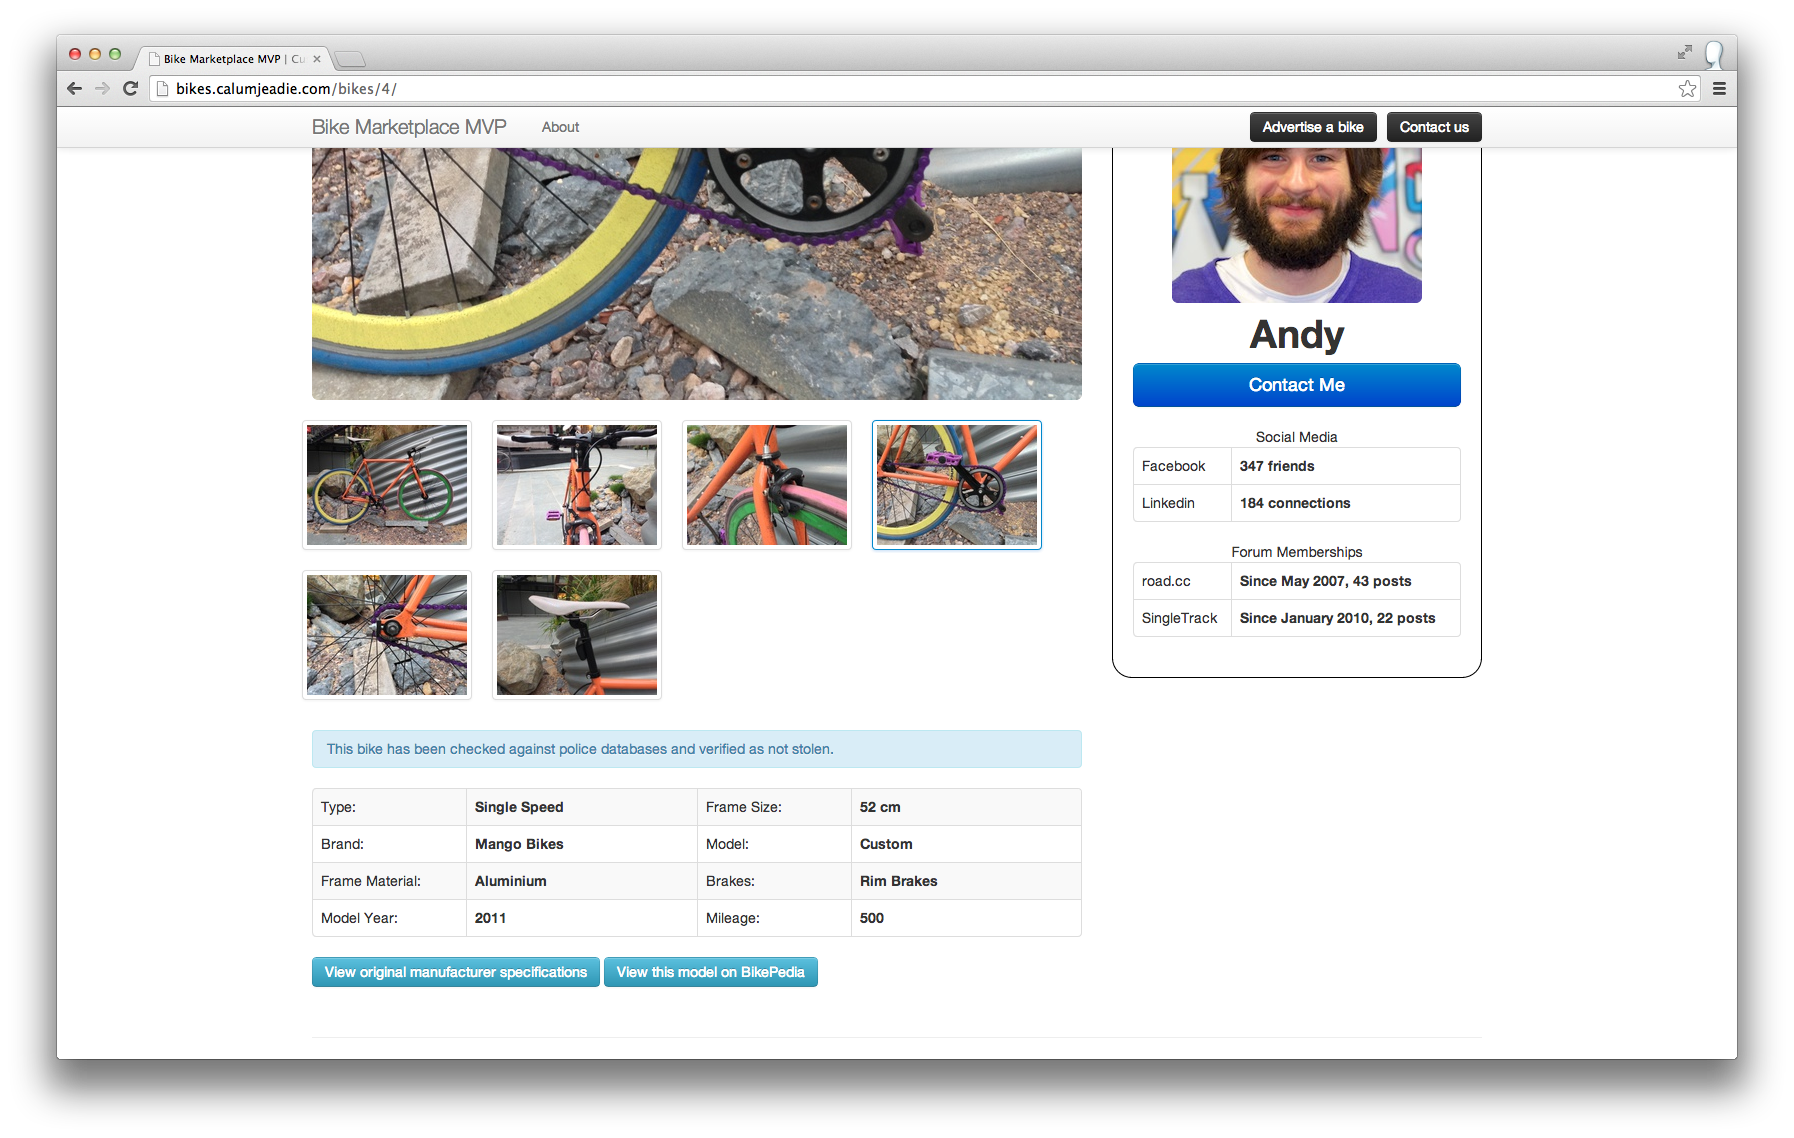 Bike Marketplace MVP | Cu
bikes.calumjeadie.com/bikes/4/
Bike Marketplace MVP About Advertise a bike Contact us
Andy
Contact Me
Social Media
Facebook 347 friends
Linkedin 184 connections
Forum Memberships
road.cc Since May 2007, 43 posts
SingleTrack Since January 2010, 22 posts
This bike has been checked against police databases and verified as not stolen.
Type: Single Speed Frame Size: 52 cm
Brand: Mango Bikes Model: Custom
Frame Material: Aluminium Brakes: Rim Brakes
Model Year: 2011 Mileage: 500
View original manufacturer specifications View this model on BikePedia